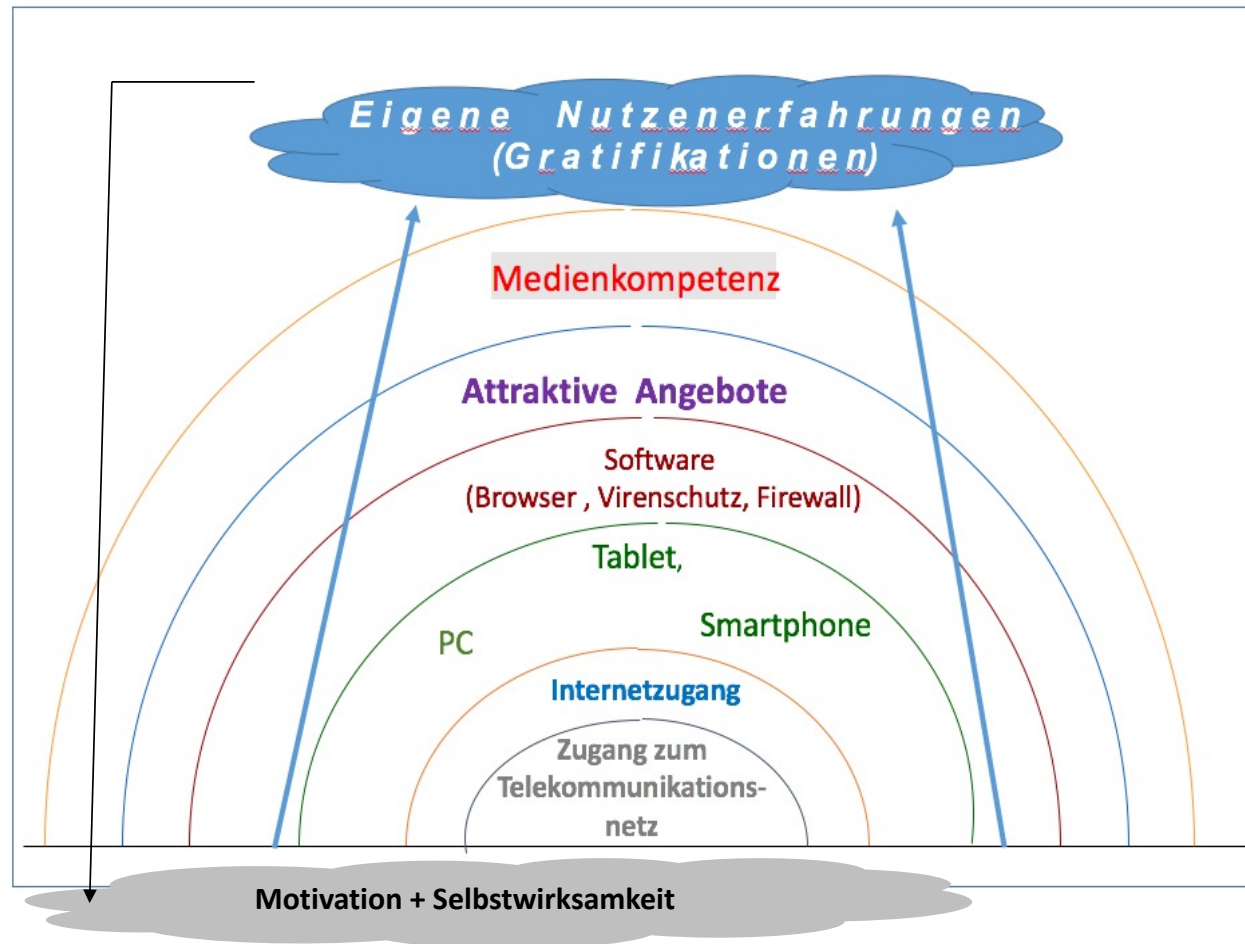 Eigene Nutzenerfahrungen
(Gratifikationen)
Medienkompetenz
Attraktive Angebote
Software
(Browser , Virenschutz, Firewall)
Tablet,
Smartphone
PC
Internetzugang
Zugang zum
Telekommunikations-
netz
Motivation + Selbstwirksamkeit